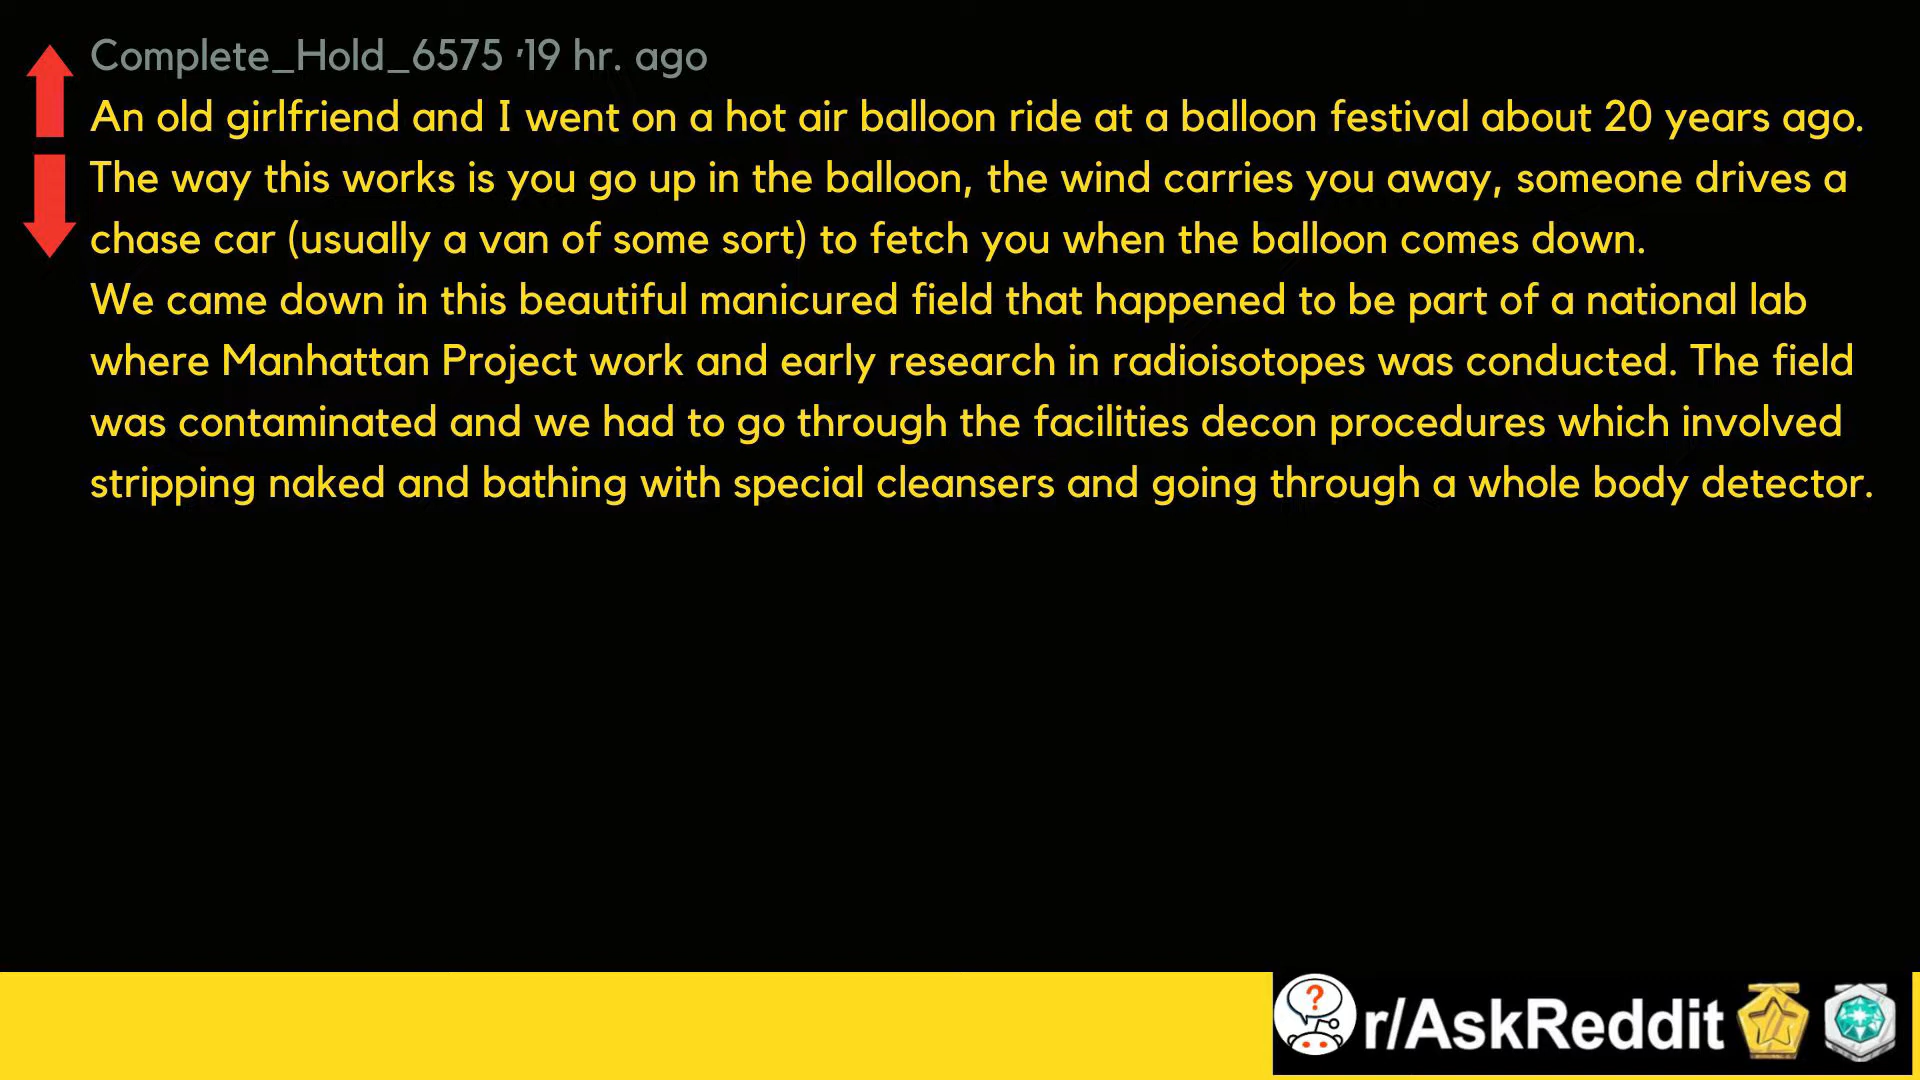 Complete_Hold_6575 ·19 hr. ago
An old girlfriend and I went on a hot air balloon ride at a balloon festival about 20 years ago.
The way this works is you go up in the balloon, the wind carries you away, someone drives a
chase car (usually a van of some sort) to fetch you when the balloon comes down.
We came down in this beautiful manicured field that happened to be part of a national lab
where Manhattan Project work and early research in radioisotopes was conducted. The field
was contaminated and we had to go through the facilities decon procedures which involved
stripping naked and bathing with special cleansers and going through a whole body detector.
?
r/AskReddit